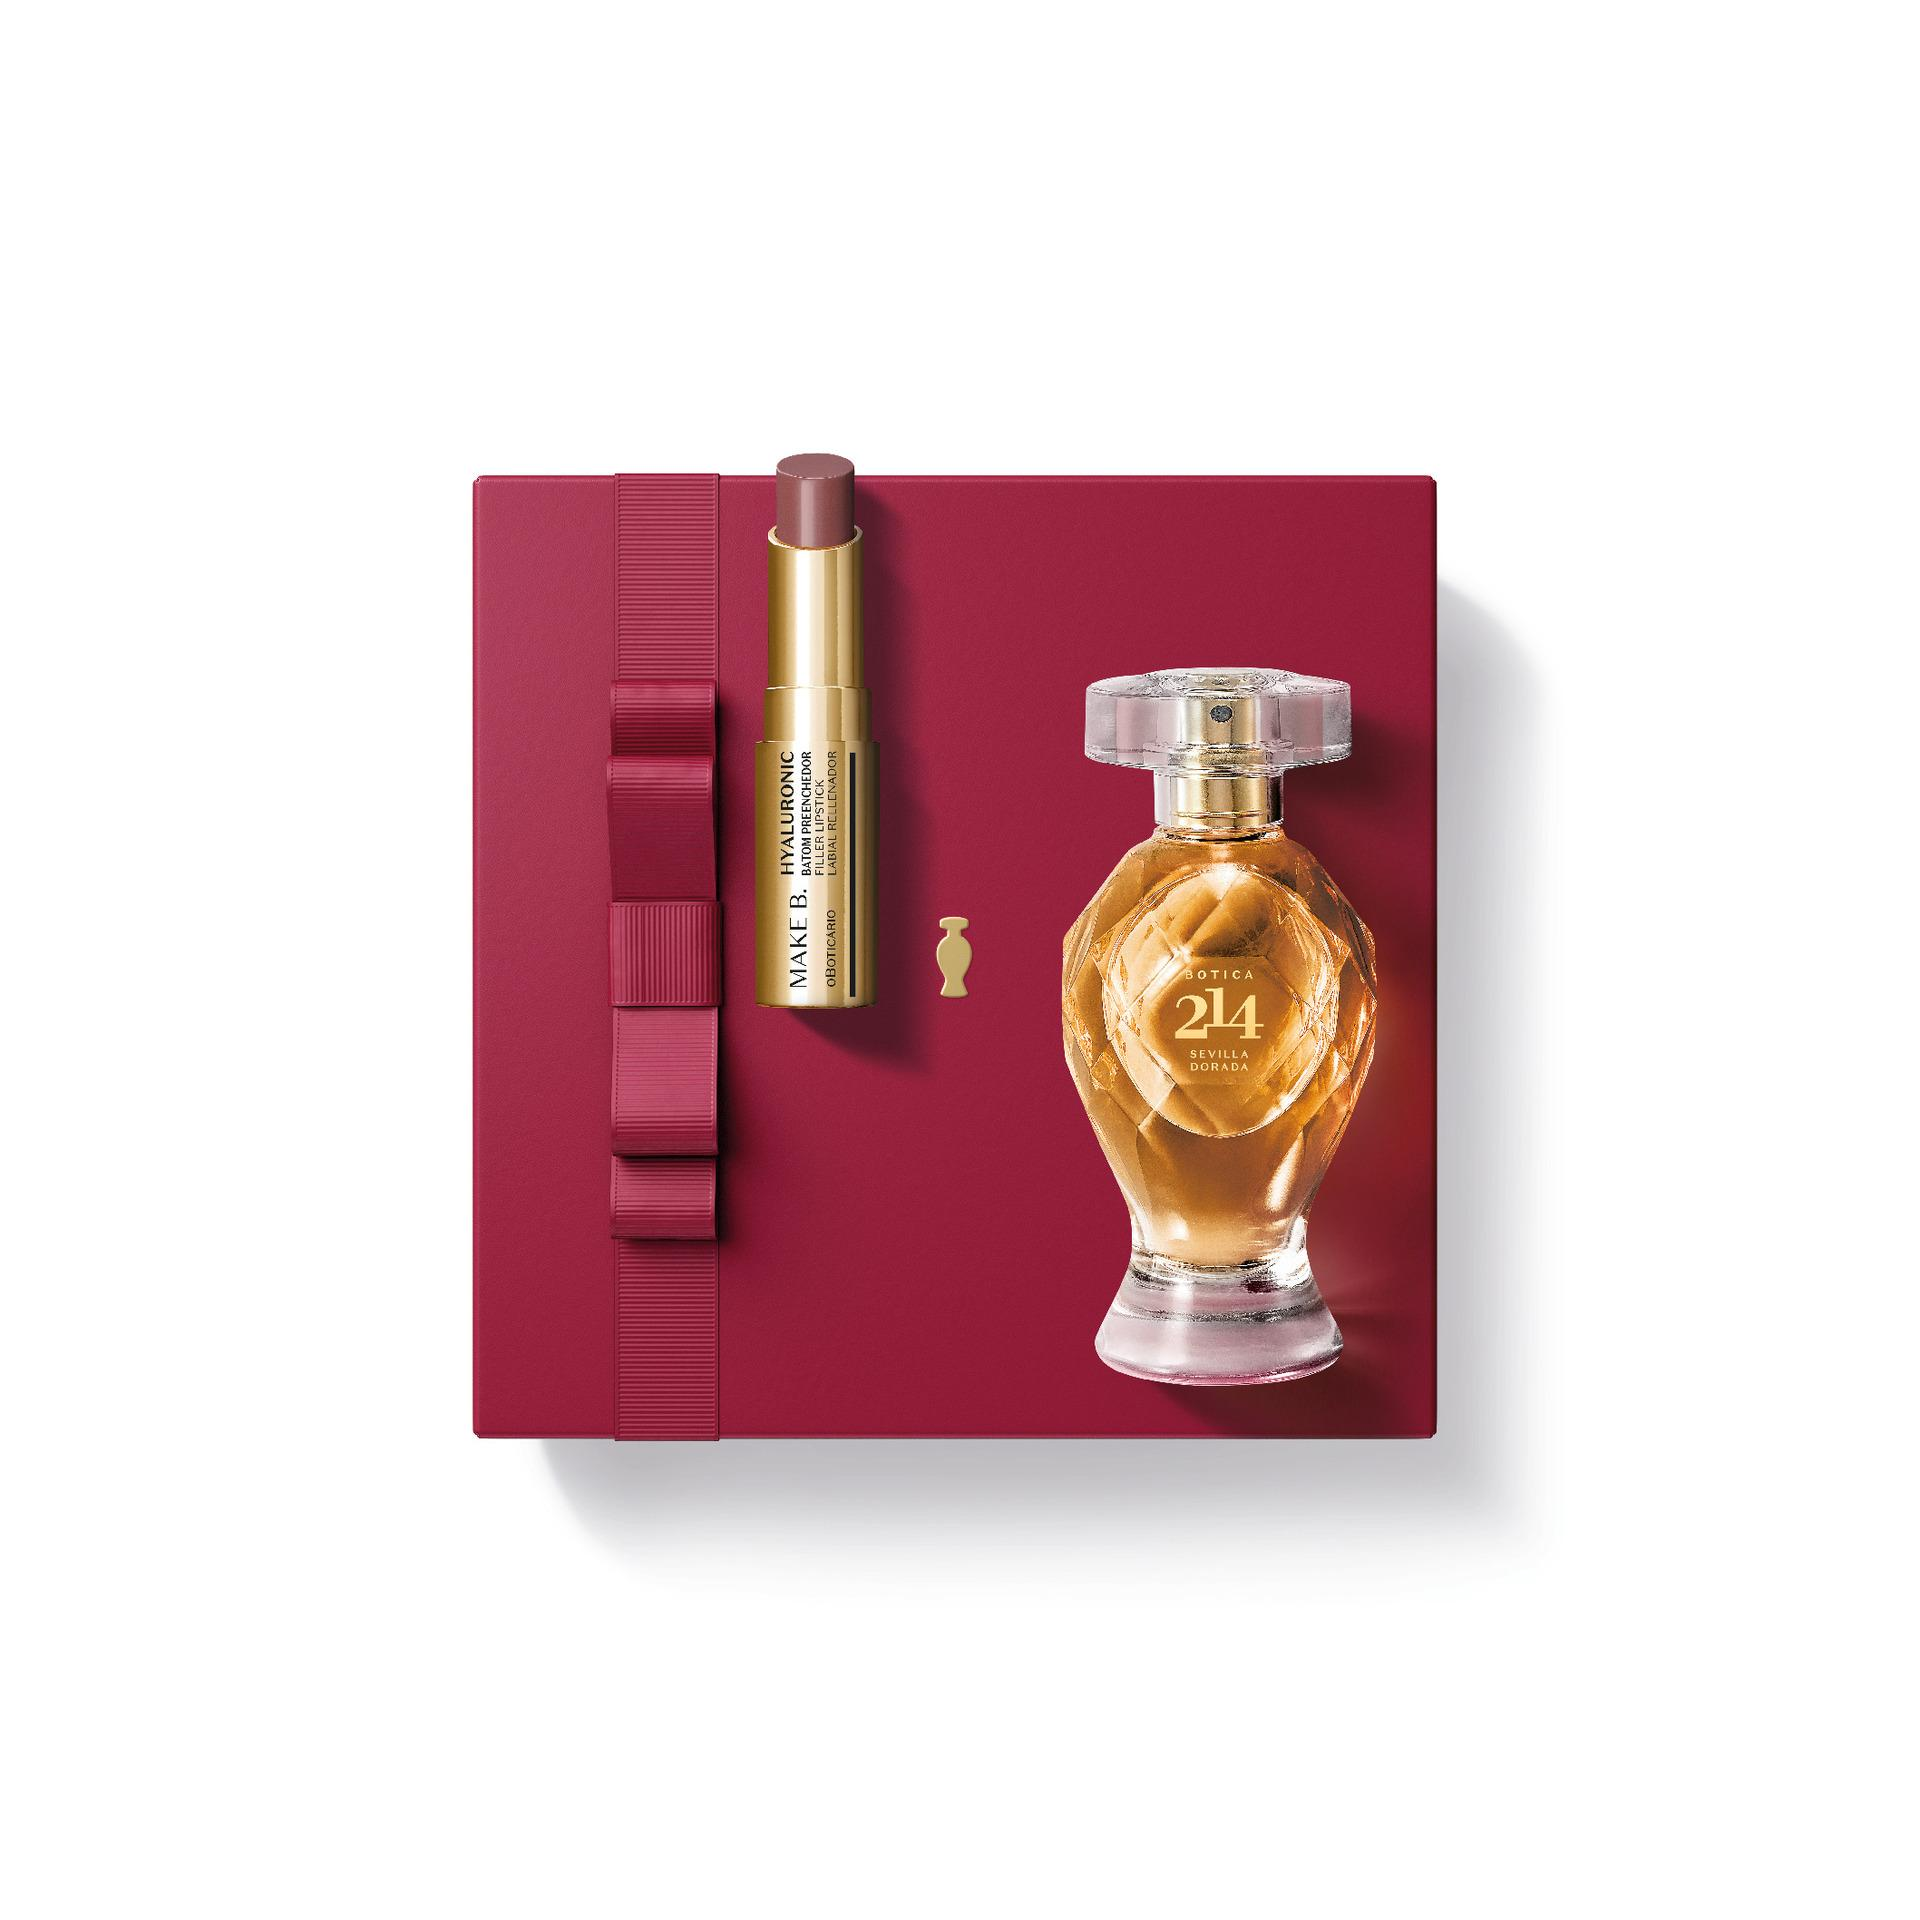 MAKE B.
HYALURONIC
BATOM PREENCHEDOR
FILLER LIPSTICK
LABIAL RELLENADOR
oBOTICÁRIO
BOTICA
214
SEVILLA
DORADA